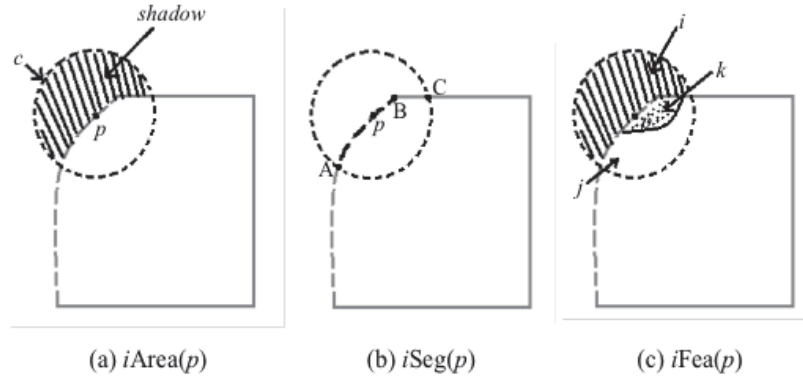 shadow
c
p
(a) iArea(p)
A
B
C
p
(b) iSeg(p)
i
k
p
j
(c) iFea(p)